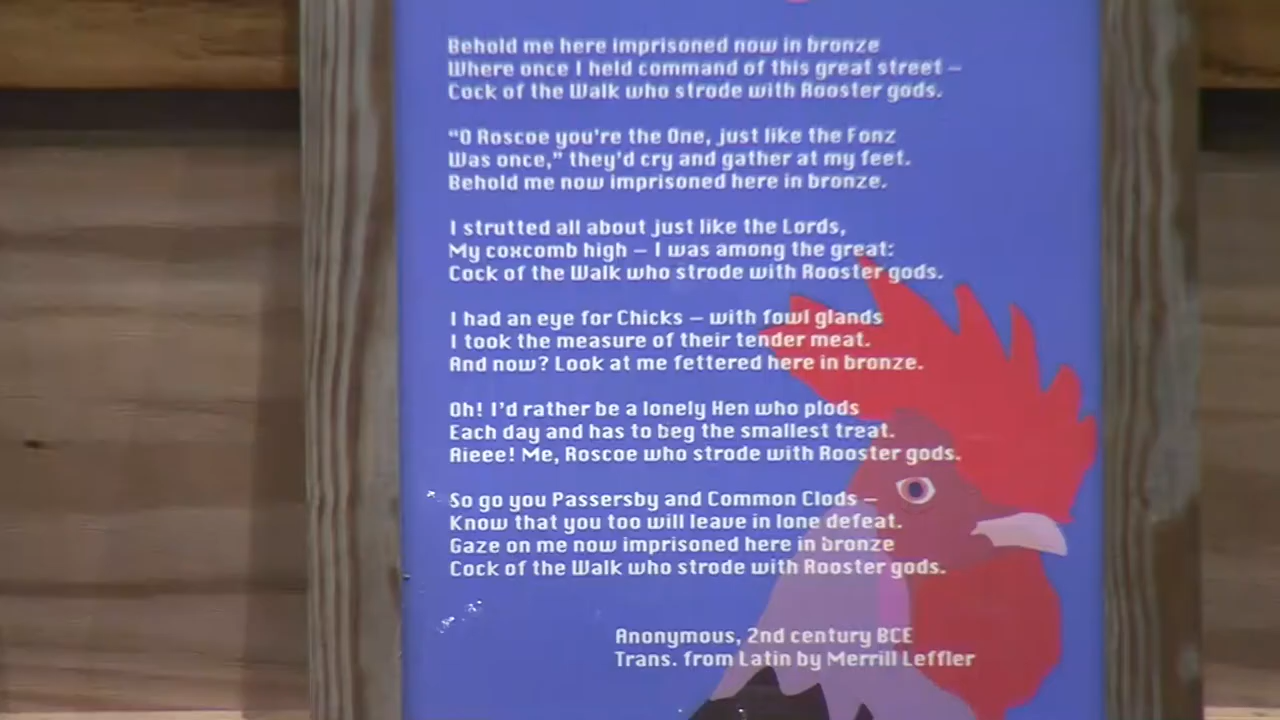 Behold me here imprisoned now in bronze
Where once I held command of this great street –
Cock of the Walk who strode with Rooster gods.
"O Roscoe you're the One, just like the Fonz
Was once," they'd cry and gather at my feet.
Behold me now imprisoned here in bronze.
I strutted all about just like the Lords,
My coxcomb high – I was among the great:
Cock of the Walk who strode with Rooster gods.
I had an eye for Chicks – with fowl glands
I took the measure of their tender meat.
And now? Look at me fettered here in bronze.
Oh! I'd rather be a lonely Hen who plods
Each day and has to beg the smallest treat.
Aieee! Me, Roscoe who strode with Rooster gods.
So go you Passersby and Common Clods –
Know that you too will leave in lone defeat.
Gaze on me now imprisoned here in bronze
Cock of the Walk who strode with Rooster gods.
Anonymous, 2nd century BCE
Trans. from Latin by Merrill Leffler